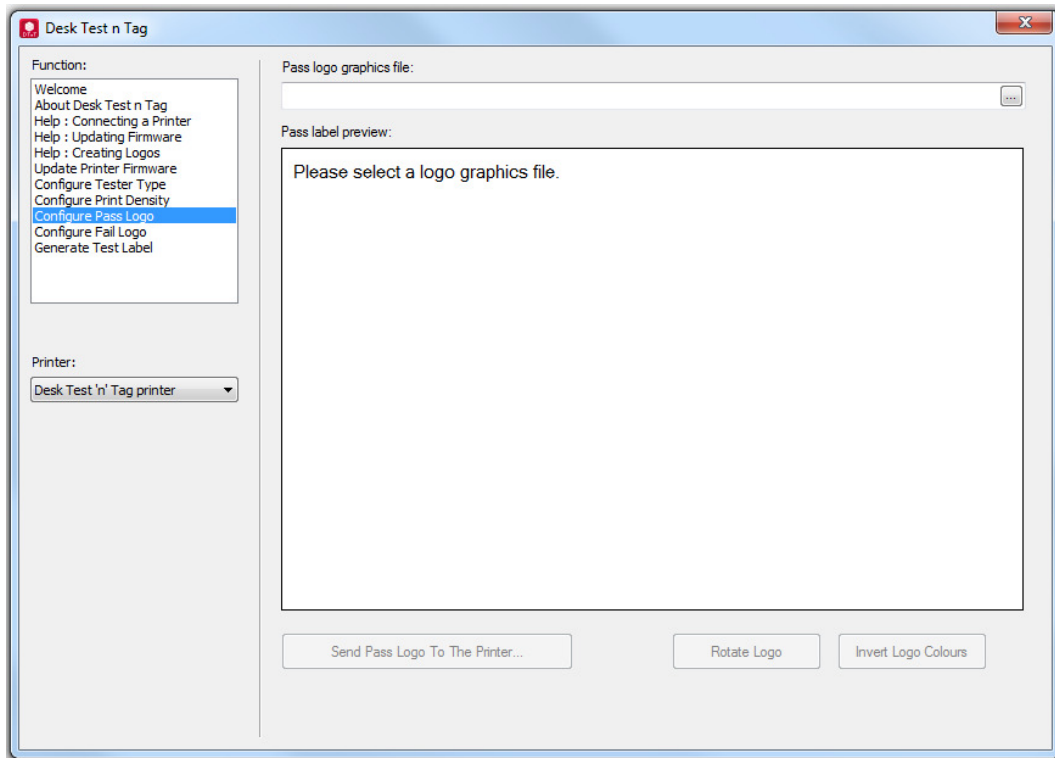 Desk Test n Tag
Function:
Welcome
About Desk Test n Tag
Help : Connecting a Printer
Help : Updating Firmware
Help : Creating Logos
Update Printer Firmware
Configure Tester Type
Configure Print Density
Configure Pass Logo
Configure Fail Logo
Generate Test Label
Printer:
Desk Test 'n' Tag printer
Pass logo graphics file:
...
Pass label preview:
Please select a logo graphics file.
Send Pass Logo To The Printer...
Rotate Logo
Invert Logo Colours